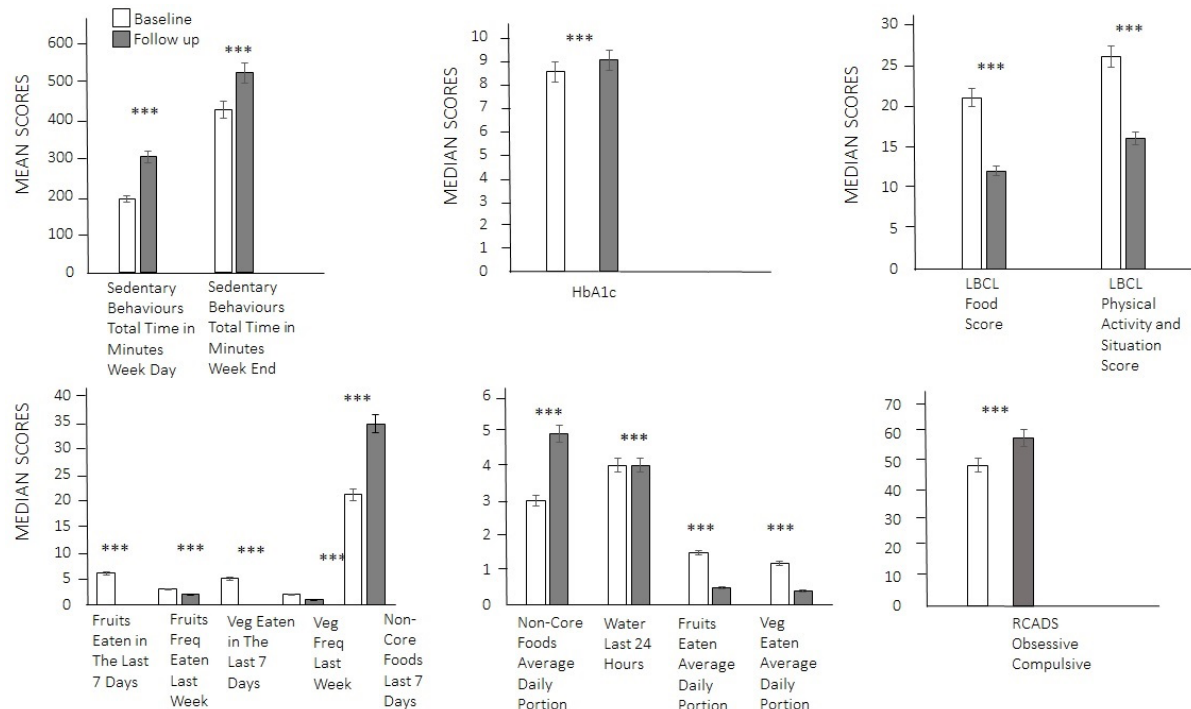 Baseline
Follow up
MEAN SCORES
600
500
400
300
200
100
0
***
***
Sedentary
Behaviours
Total Time in
Minutes
Week Day
Sedentary
Behaviours
Total Time in
Minutes
Week End
MEDIAN SCORES
10
9
8
7
6
5
4
3
2
1
0
***
HbA1c
MEDIAN SCORES
30
25
20
15
10
5
0
***
***
LBCL
Food
Score
LBCL
Physical
Activity and
Situation
Score
MEDIAN SCORES
40
35
30
25
20
15
10
5
0
***
***
***
***
***
Fruits
Eaten in
The Last
7 Days
Fruits
Freq
Eaten
Last
Week
Veg Eaten
in The
Last 7
Days
Veg
Freq
Last
Week
Non-
Core
Foods
Last 7
Days
6
5
4
3
2
1
0
***
***
***
***
Non-Core
Foods
Average
Daily
Portion
Water
Last 24
Hours
Fruits
Eaten
Average
Daily
Portion
Veg
Eaten
Average
Daily
Portion
70
60
50
40
30
20
10
0
***
RCADS
Obsessive
Compulsive